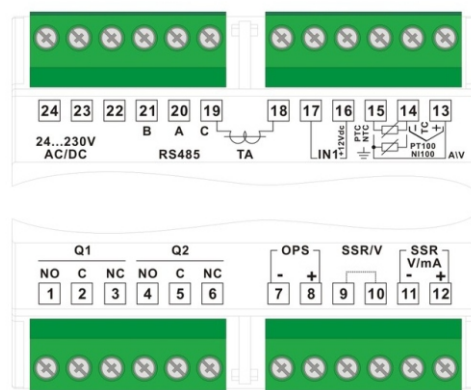 24 23 22 21 20 19 18 17 16 15 14 13
B A C
24...230V
AC/DC
RS485
TA
IN1
+12Vdc
PTC
NTC
− TC +
PT100
NI100
A\V
Q1 Q2 OPS SSR/V SSR
V/mA
NO C NC NO C NC - + - +
1 2 3 4 5 6 7 8 9 10 11 12